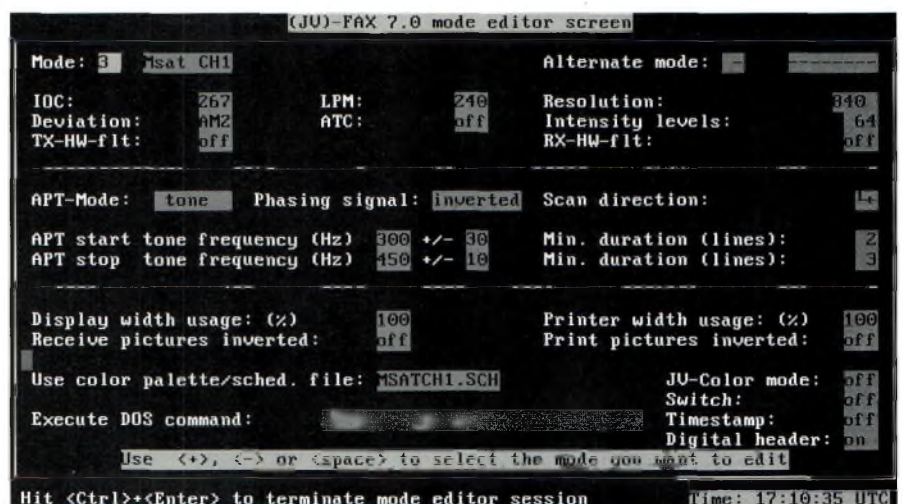 (JV)-FAX 7.0 mode editor screen
Mode: 3 Msat CH1 Alternate mode: - --------
IOC: 267 LPM: 240 Resolution: 840
Deviation: AM2 ATC: off Intensity levels: 64
TX-HW-flt: off RX-HW-flt: off
APT-Mode: tone Phasing signal: inverted Scan direction:
APT start tone frequency (Hz) 300 +/- 30 Min. duration (lines): 2
APT stop tone frequency (Hz) 450 +/- 10 Min. duration (lines): 3
Display width usage: (%) 100 Printer width usage: (%) 100
Receive pictures inverted: off Print pictures inverted: off
Use color palette/sched. file: MSATCH1.SCH JV-Color mode: off
Switch: off
Execute DOS command: Timestamp: off
Digital header: on
Use <+>, <-> or <space> to select the mode you want to edit
Hit <Ctrl>+<Enter> to terminate mode editor session Time: 17:10:35 UTC